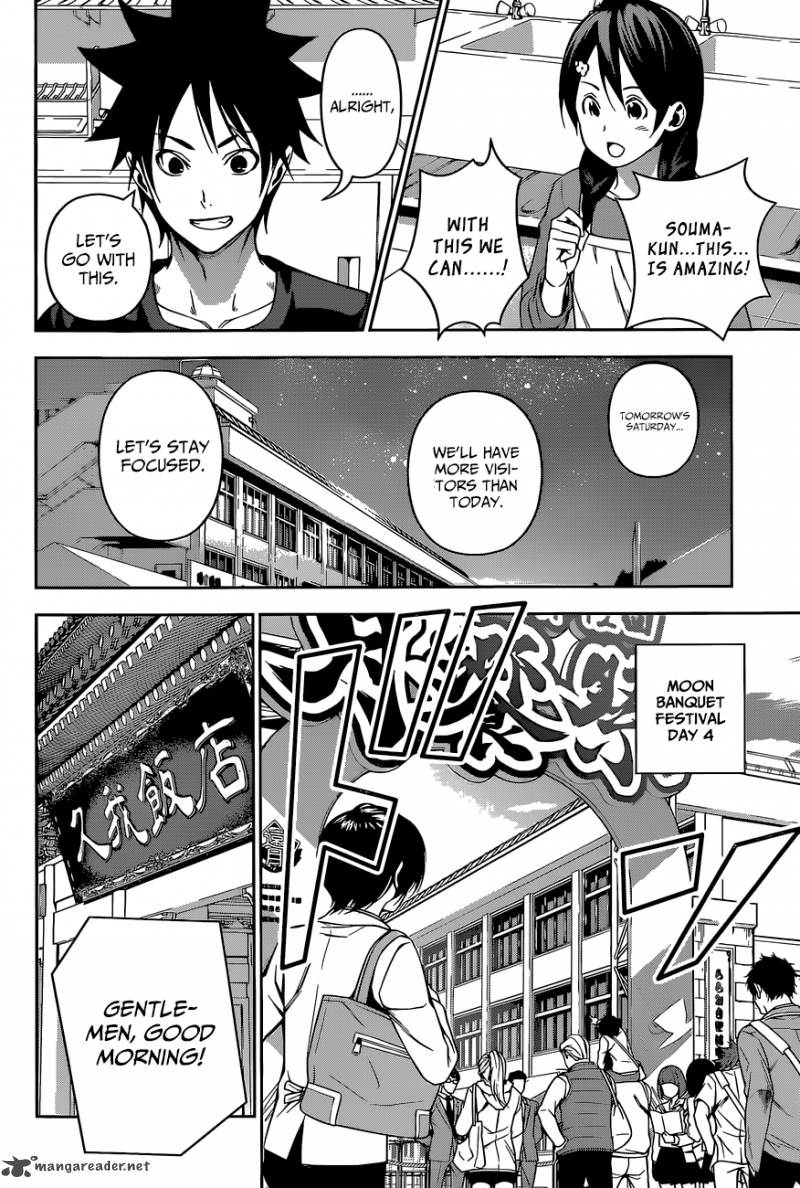 SOUMA-
KUN...THIS...
IS AMAZING!
WITH
THIS WE
CAN......!
......
ALRIGHT,
LET'S
GO WITH
THIS.
TOMORROW'S
SATURDAY...
WE'LL HAVE
MORE VISI-
TORS THAN
TODAY.
LET'S STAY
FOCUSED.
MOON
BANQUET
FESTIVAL
DAY 4
久我飯店
GENTLE-
MEN, GOOD
MORNING!
mangareader.net